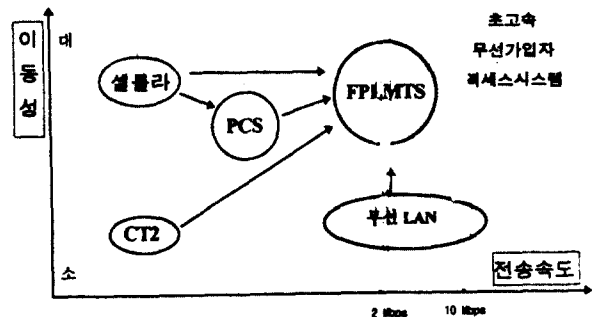 이동성
대
초고속
무선가입자
액세스시스템
셀룰라
FPLMTS
PCS
CT2
무선 LAN
소
전송속도
2 Mbps
10 Mbps